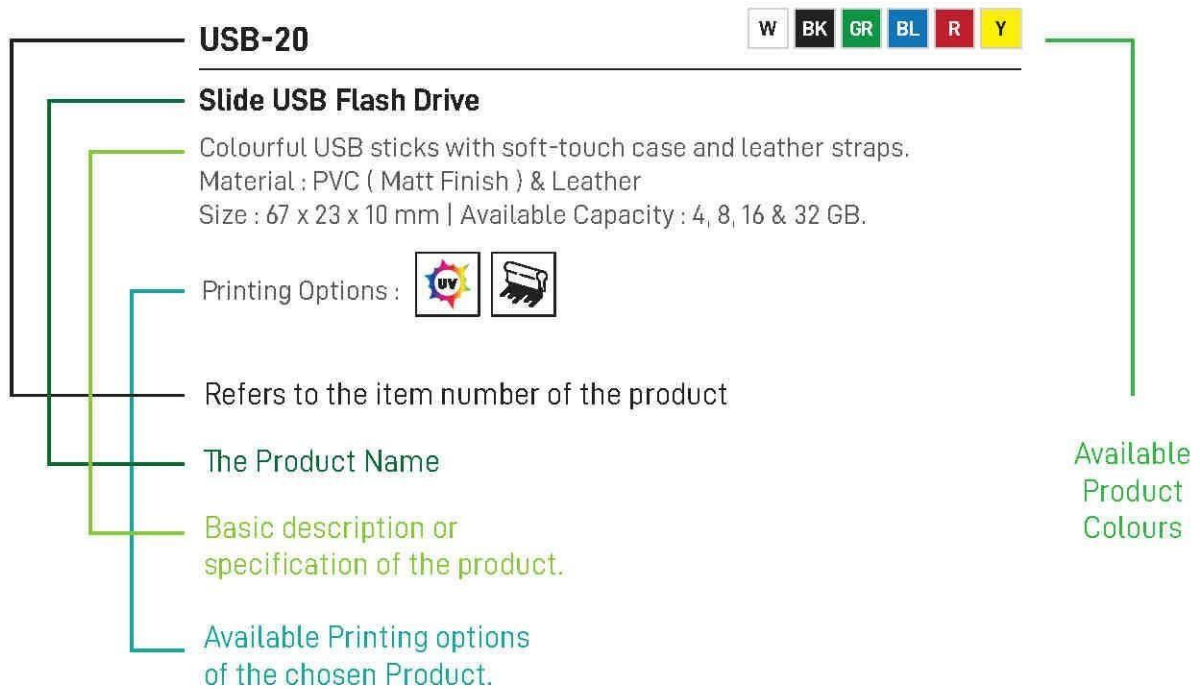 USB-20
W BK GR BL R Y
Slide USB Flash Drive
Colourful USB sticks with soft-touch case and leather straps.
Material : PVC ( Matt Finish ) & Leather
Size : 67 x 23 x 10 mm | Available Capacity : 4, 8, 16 & 32 GB.
Printing Options :
UV
Refers to the item number of the product
The Product Name
Basic description or
specification of the product.
Available Printing options
of the chosen Product.
Available
Product
Colours